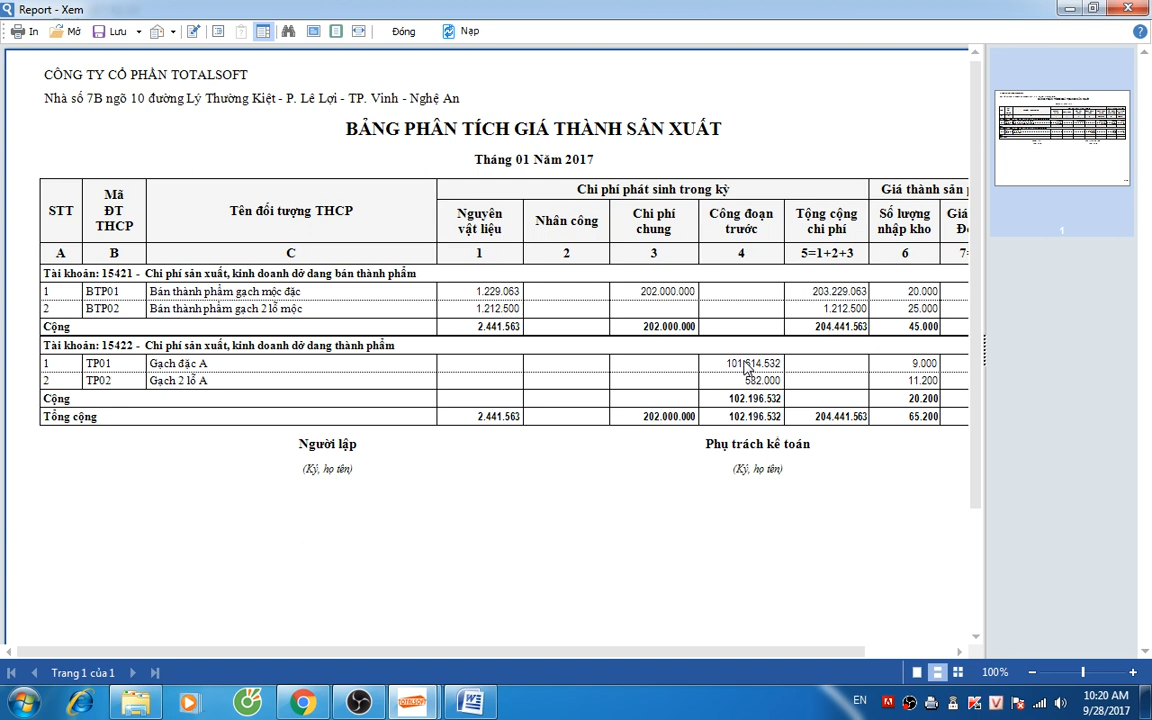 Report - Xem
In Mở Lưu Đóng Nạp
CÔNG TY CỔ PHẦN TOTALSOFT
Nhà số 7B ngõ 10 đường Lý Thường Kiệt - P. Lê Lợi - TP. Vinh - Nghệ An
BẢNG PHÂN TÍCH GIÁ THÀNH SẢN XUẤT
Tháng 01 Năm 2017
STT Mã ĐT THCP Tên đối tượng THCP Chi phí phát sinh trong kỳ Giá thành sản
Nguyên vật liệu Nhân công Chi phí chung Công đoạn trước Tộng cộng chi phí Số lượng nhập kho Giá
A B C 1 2 3 4 5=1+2+3 6 7=
Tài khoản: 15421 - Chi phí sản xuất, kinh doanh dở dang bán thành phẩm
1 BTP01 Bán thành phẩm gạch mộc đặc 1.229.063 202.000.000 203.229.063 20.000
2 BTP02 Bán thành phẩm gạch 2 lỗ mộc 1.212.500 1.212.500 25.000
Cộng 2.441.563 202.000.000 204.441.563 45.000
Tài khoản: 15422 - Chi phí sản xuất, kinh doanh dở dang thành phẩm
1 TP01 Gạch đặc A 101.614.532 9.000
2 TP02 Gạch 2 lỗ A 582.000 11.200
Cộng 102.196.532 20.200
Tổng cộng 2.441.563 202.000.000 102.196.532 204.441.563 65.200
Người lập Phụ trách kế toán
(Ký, họ tên) (Ký, họ tên)
1
Trang 1 của 1 100%
EN 10:20 AM
9/28/2017